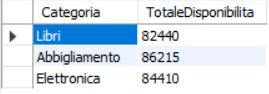 Categoria TotaleDisponibilita
Libri 82440
Abbigliamento 86215
Elettronica 84410